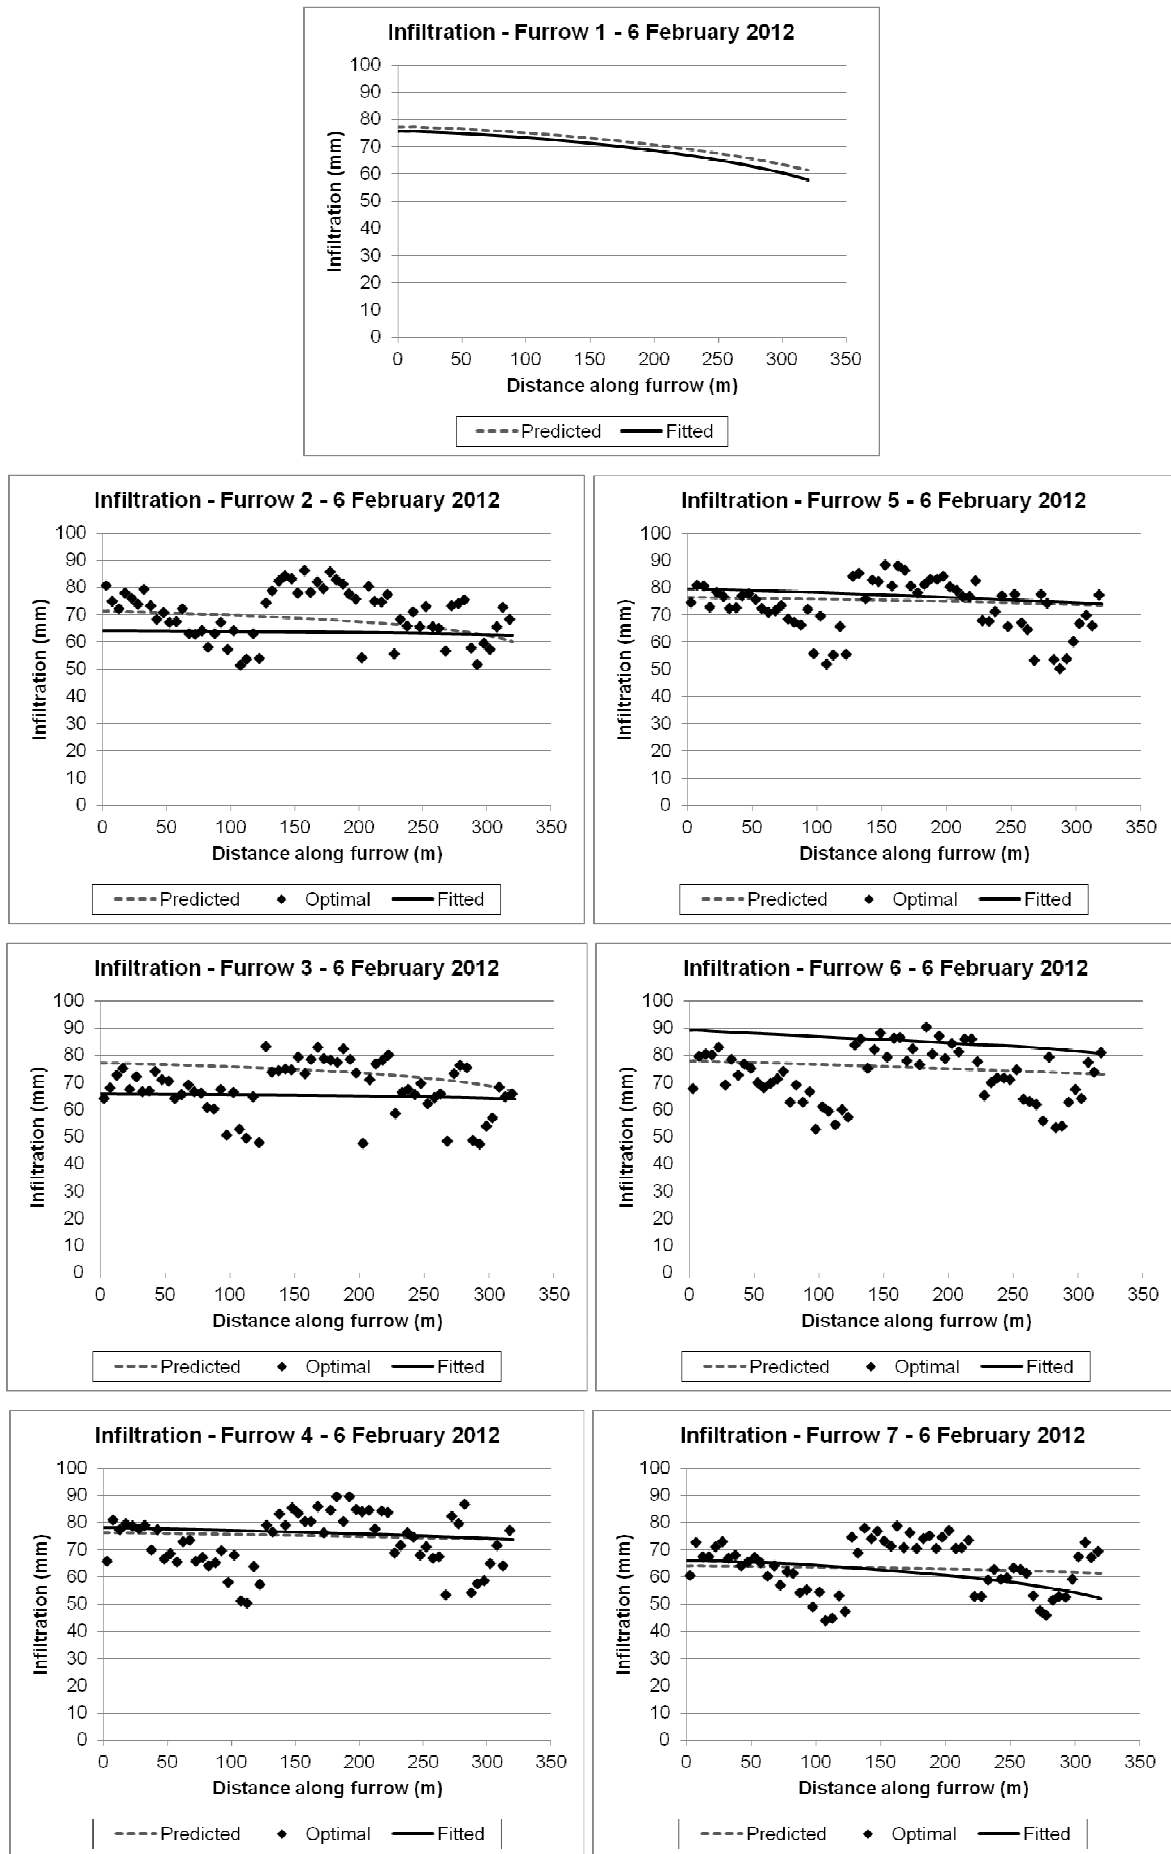 Infiltration - Furrow 1 - 6 February 2012
Infiltration (mm)
100
90
80
70
60
50
40
30
20
10
0
0 50 100 150 200 250 300 350
Distance along furrow (m)
Predicted Fitted
Infiltration - Furrow 2 - 6 February 2012
Infiltration (mm)
100
90
80
70
60
50
40
30
20
10
0
0 50 100 150 200 250 300 350
Distance along furrow (m)
Predicted Optimal Fitted
Infiltration - Furrow 5 - 6 February 2012
Infiltration (mm)
100
90
80
70
60
50
40
30
20
10
0
0 50 100 150 200 250 300 350
Distance along furrow (m)
Predicted Optimal Fitted
Infiltration - Furrow 3 - 6 February 2012
Infiltration (mm)
100
90
80
70
60
50
40
30
20
10
0
0 50 100 150 200 250 300 350
Distance along furrow (m)
Predicted Optimal Fitted
Infiltration - Furrow 6 - 6 February 2012
Infiltration (mm)
100
90
80
70
60
50
40
30
20
10
0
0 50 100 150 200 250 300 350
Distance along furrow (m)
Predicted Optimal Fitted
Infiltration - Furrow 4 - 6 February 2012
Infiltration (mm)
100
90
80
70
60
50
40
30
20
10
0
0 50 100 150 200 250 300 350
Distance along furrow (m)
Predicted Optimal Fitted
Infiltration - Furrow 7 - 6 February 2012
Infiltration (mm)
100
90
80
70
60
50
40
30
20
10
0
0 50 100 150 200 250 300 350
Distance along furrow (m)
Predicted Optimal Fitted